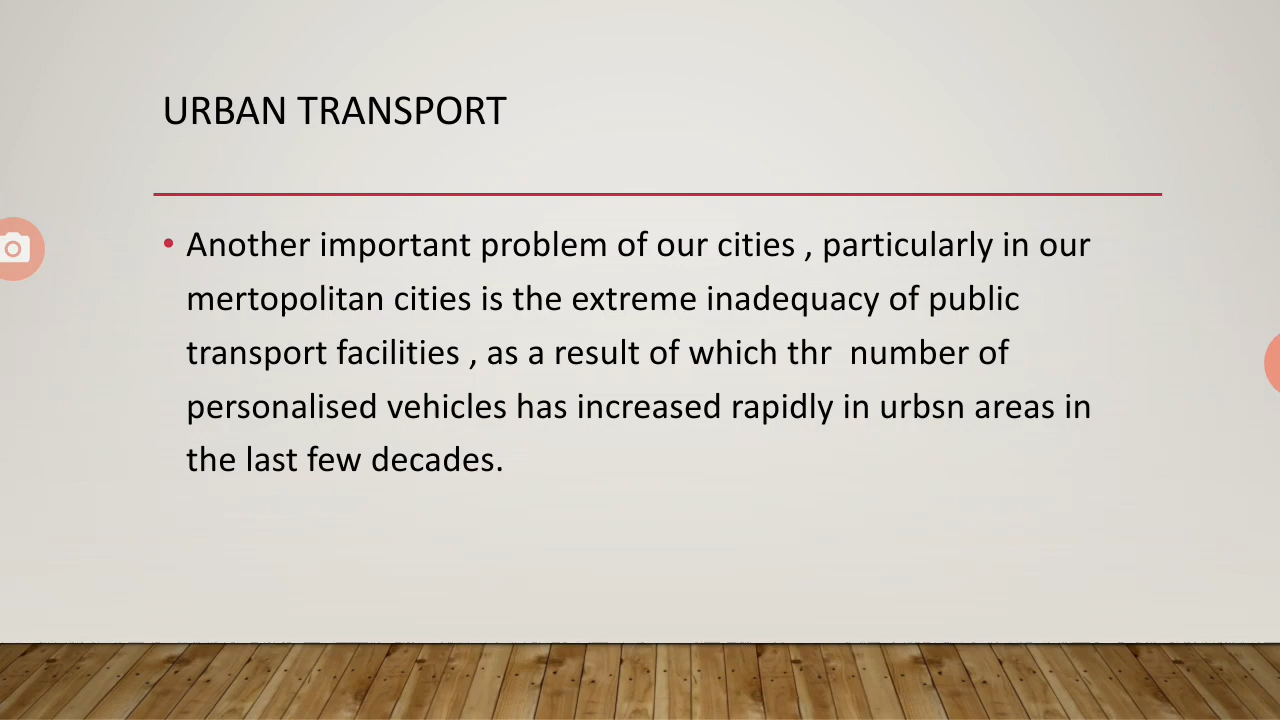 URBAN TRANSPORT
• Another important problem of our cities , particularly in our
mertopolitan cities is the extreme inadequacy of public
transport facilities , as a result of which thr  number of
personalised vehicles has increased rapidly in urbsn areas in
the last few decades.